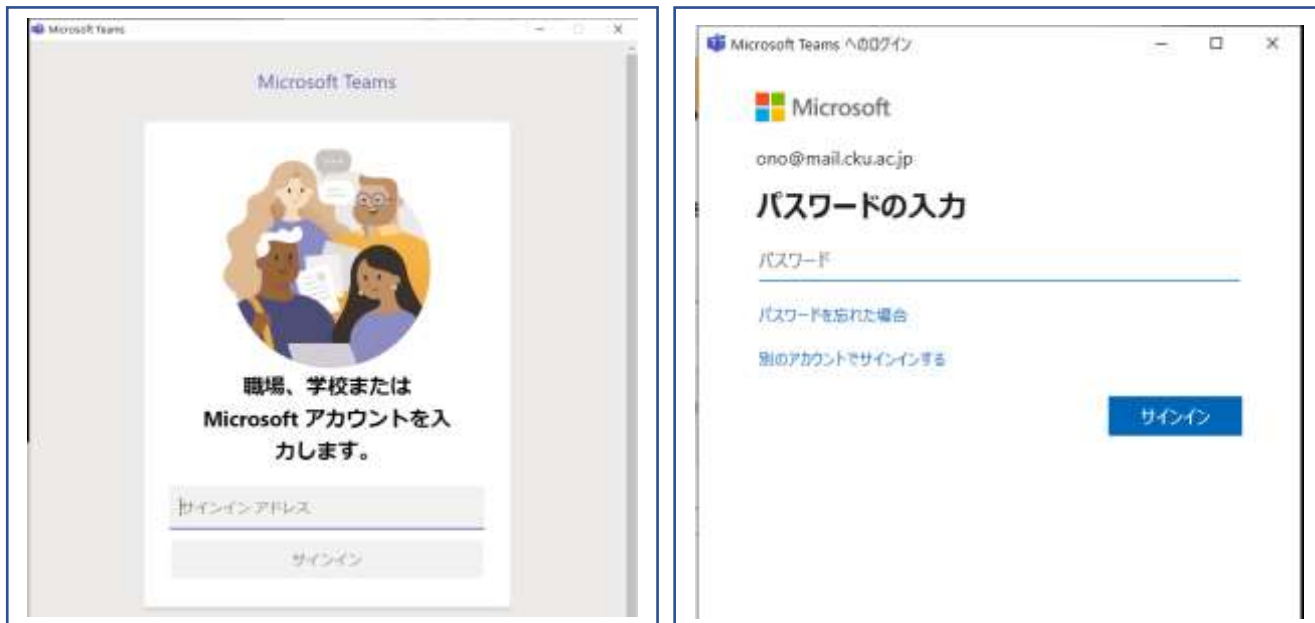 Microsoft Teams
Microsoft Teams
職場、学校または
Microsoft アカウントを入
力します。
サインイン アドレス
サインイン
Microsoft Teams へのログイン
Microsoft
ono@mail.cku.ac.jp
パスワードの入力
パスワード
パスワードを忘れた場合
別のアカウントでサインインする
サインイン